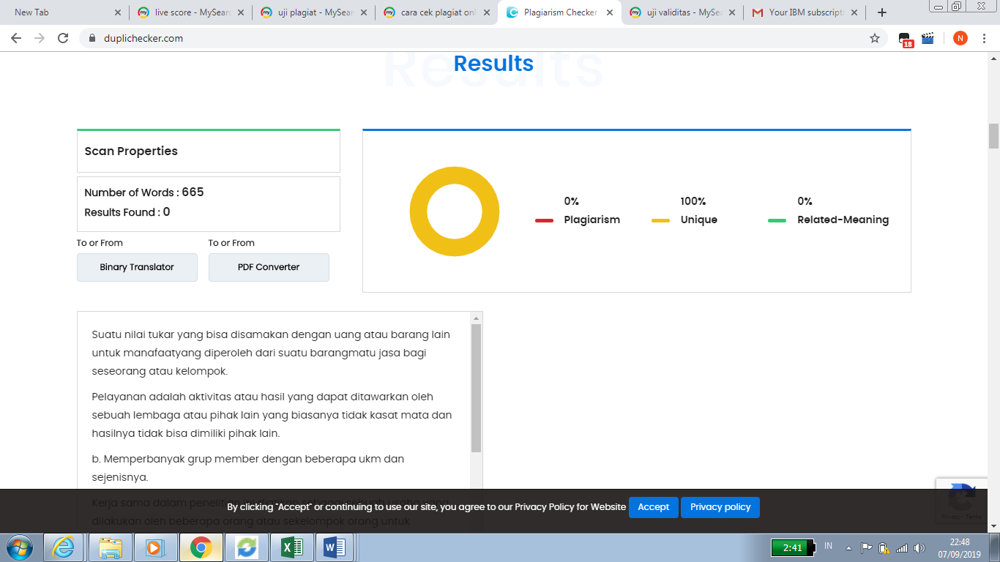 New Tab
live score - MySear
uji plagiat - MySear
cara cek plagiat onl
Plagiarism Checker
uji validitas - MySea
Your IBM subscripti
duplichecker.com
18
N
Results
Results
Scan Properties
Number of Words : 665
Results Found : 0
To or From
To or From
Binary Translator
PDF Converter
0%
Plagiarism
100%
Unique
0%
Related-Meaning
Suatu nilai tukar yang bisa disamakan dengan uang atau barang lain
untuk manafaatyang diperoleh dari suatu barangmatu jasa bagi
seseorang atau kelompok.
Pelayanan adalah aktivitas atau hasil yang dapat ditawarkan oleh
sebuah lembaga atau pihak lain yang biasanya tidak kasat mata dan
hasilnya tidak bisa dimiliki pihak lain.
b. Memperbanyak grup member dengan beberapa ukm dan
sejenisnya.
Kerja sama dalam penelitian ini diatikan sebagai sebuah usaha yang
dilakukan oleh beberapa orang atau sekelompok orang untuk
By clicking "Accept" or continuing to use our site, you agree to our Privacy Policy for Website
Accept
Privacy policy
Privacy - Terms
2:41
IN
22:48
07/09/2019